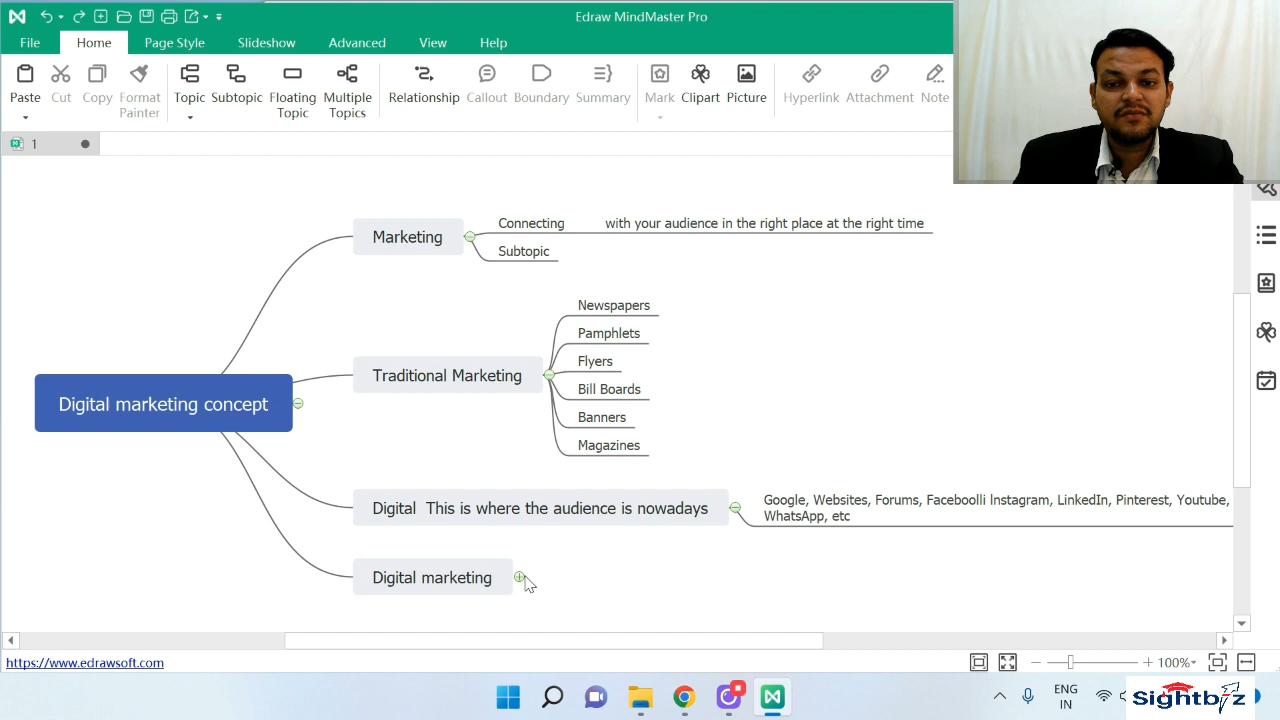 Edraw MindMaster Pro
File Home Page Style Slideshow Advanced View Help
Paste Cut Copy Format Painter Topic Subtopic Floating Topic Multiple Topics Relationship Callout Boundary Summary Mark Clipart Picture Hyperlink Attachment Note
1
Connecting with your audience in the right place at the right time
Marketing
Subtopic
Newspapers
Pamphlets
Flyers
Traditional Marketing
Bill Boards
Digital marketing concept
Banners
Magazines
Google, Websites, Forums, Faceboolli lnstagram, LinkedIn, Pinterest, Youtube,
Digital  This is where the audience is nowadays
WhatsApp, etc
Digital marketing
https://www.edrawsoft.com
100%
ENG
IN
Sightbiz